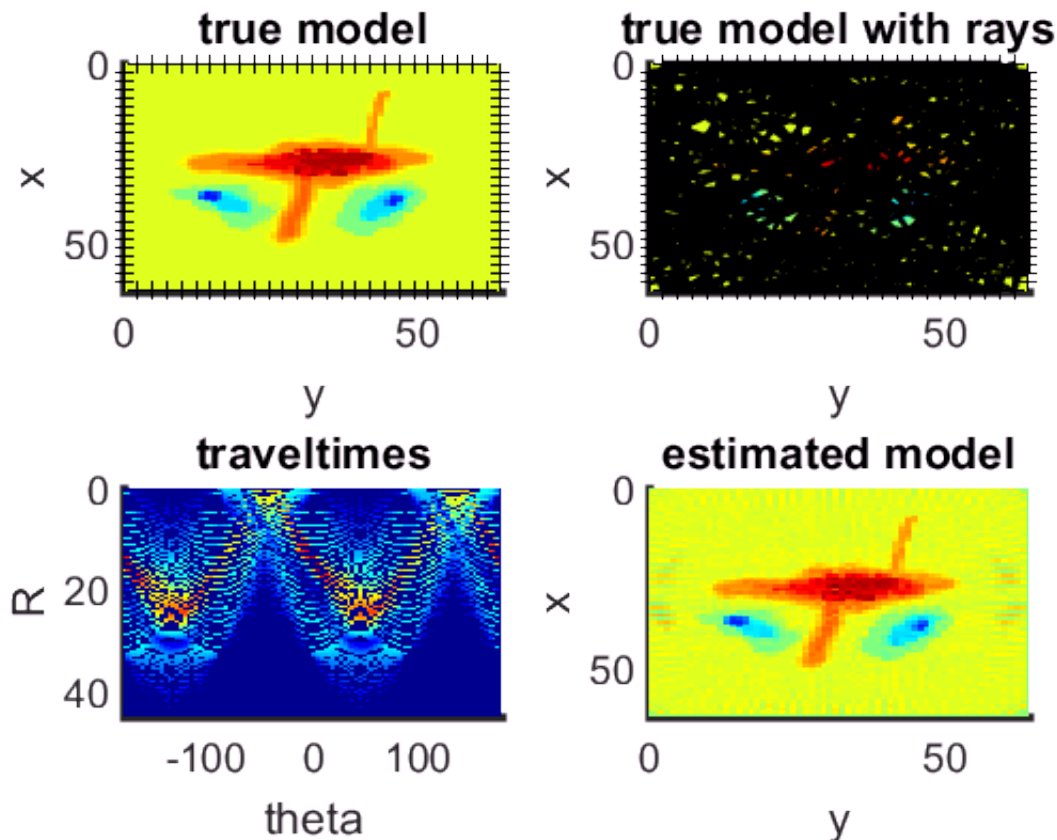 true model
0
50
x
0 50
y
true model with rays
0
50
x
0 50
y
traveltimes
0
20
40
R
-100 0 100
theta
estimated model
0
50
x
0 50
y